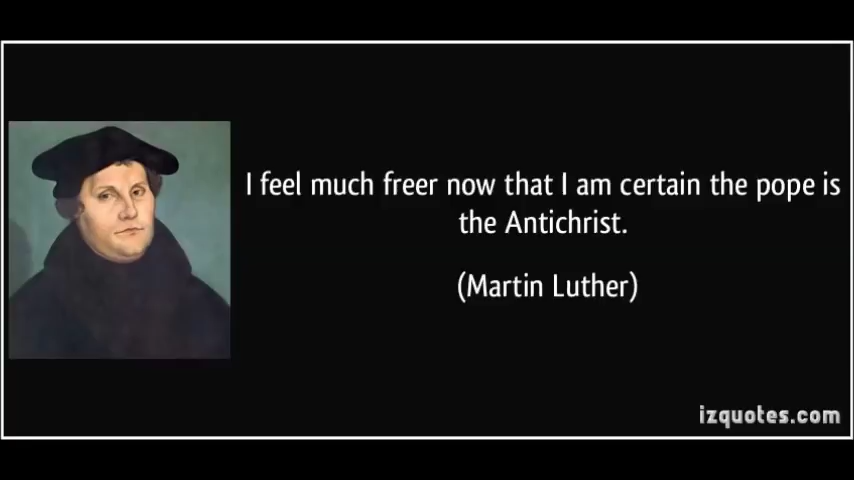 I feel much freer now that I am certain the pope is
the Antichrist.
(Martin Luther)
izquotes.com